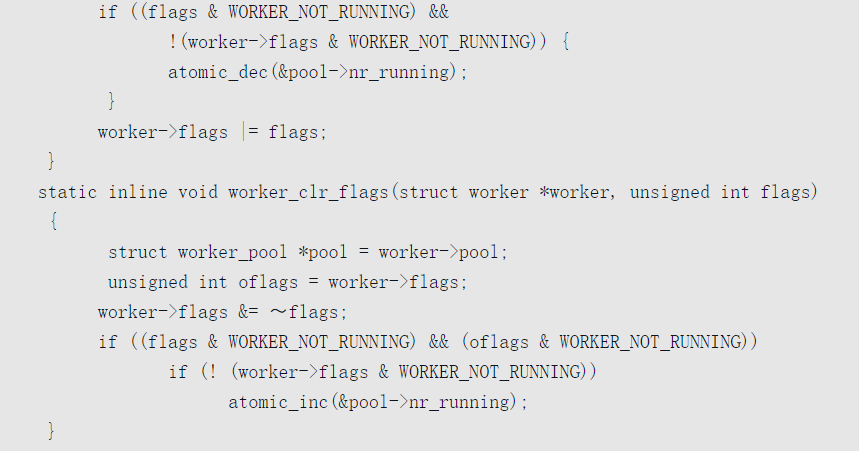 if ((flags & WORKER_NOT_RUNNING) &&
!(worker->flags & WORKER_NOT_RUNNING)) {
atomic_dec(&pool->nr_running);
}
worker->flags |= flags;
}
static inline void worker_clr_flags(struct worker *worker, unsigned int flags)
{
struct worker_pool *pool = worker->pool;
unsigned int oflags = worker->flags;
worker->flags &= ～flags;
if ((flags & WORKER_NOT_RUNNING) && (oflags & WORKER_NOT_RUNNING))
if (! (worker->flags & WORKER_NOT_RUNNING))
atomic_inc(&pool->nr_running);
}